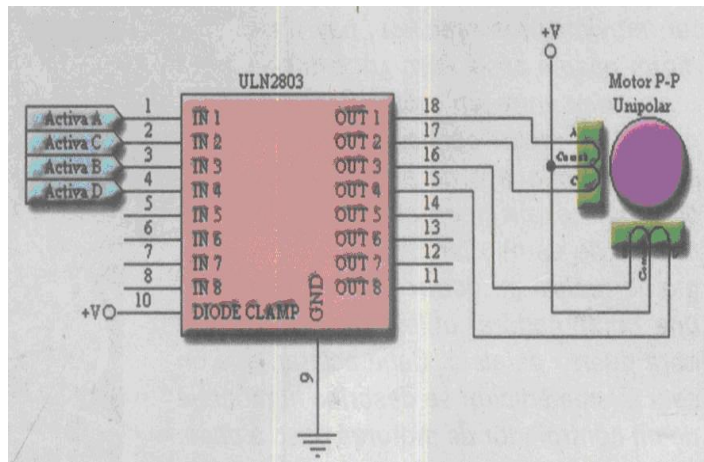 +V
ULN2803
Motor P-P
Unipolar
1
Activa A
IN 1
OUT 1
18
2
Activa C
IN 2
OUT 2
17
3
Activa B
IN 3
OUT 3
16
4
Activa D
IN 4
OUT 4
15
5
IN 5
OUT 5
14
6
IN 6
OUT 6
13
7
IN 7
OUT 7
12
8
IN 8
OUT 8
11
10
+V
DIODE CLAMP
GND
9
A
C